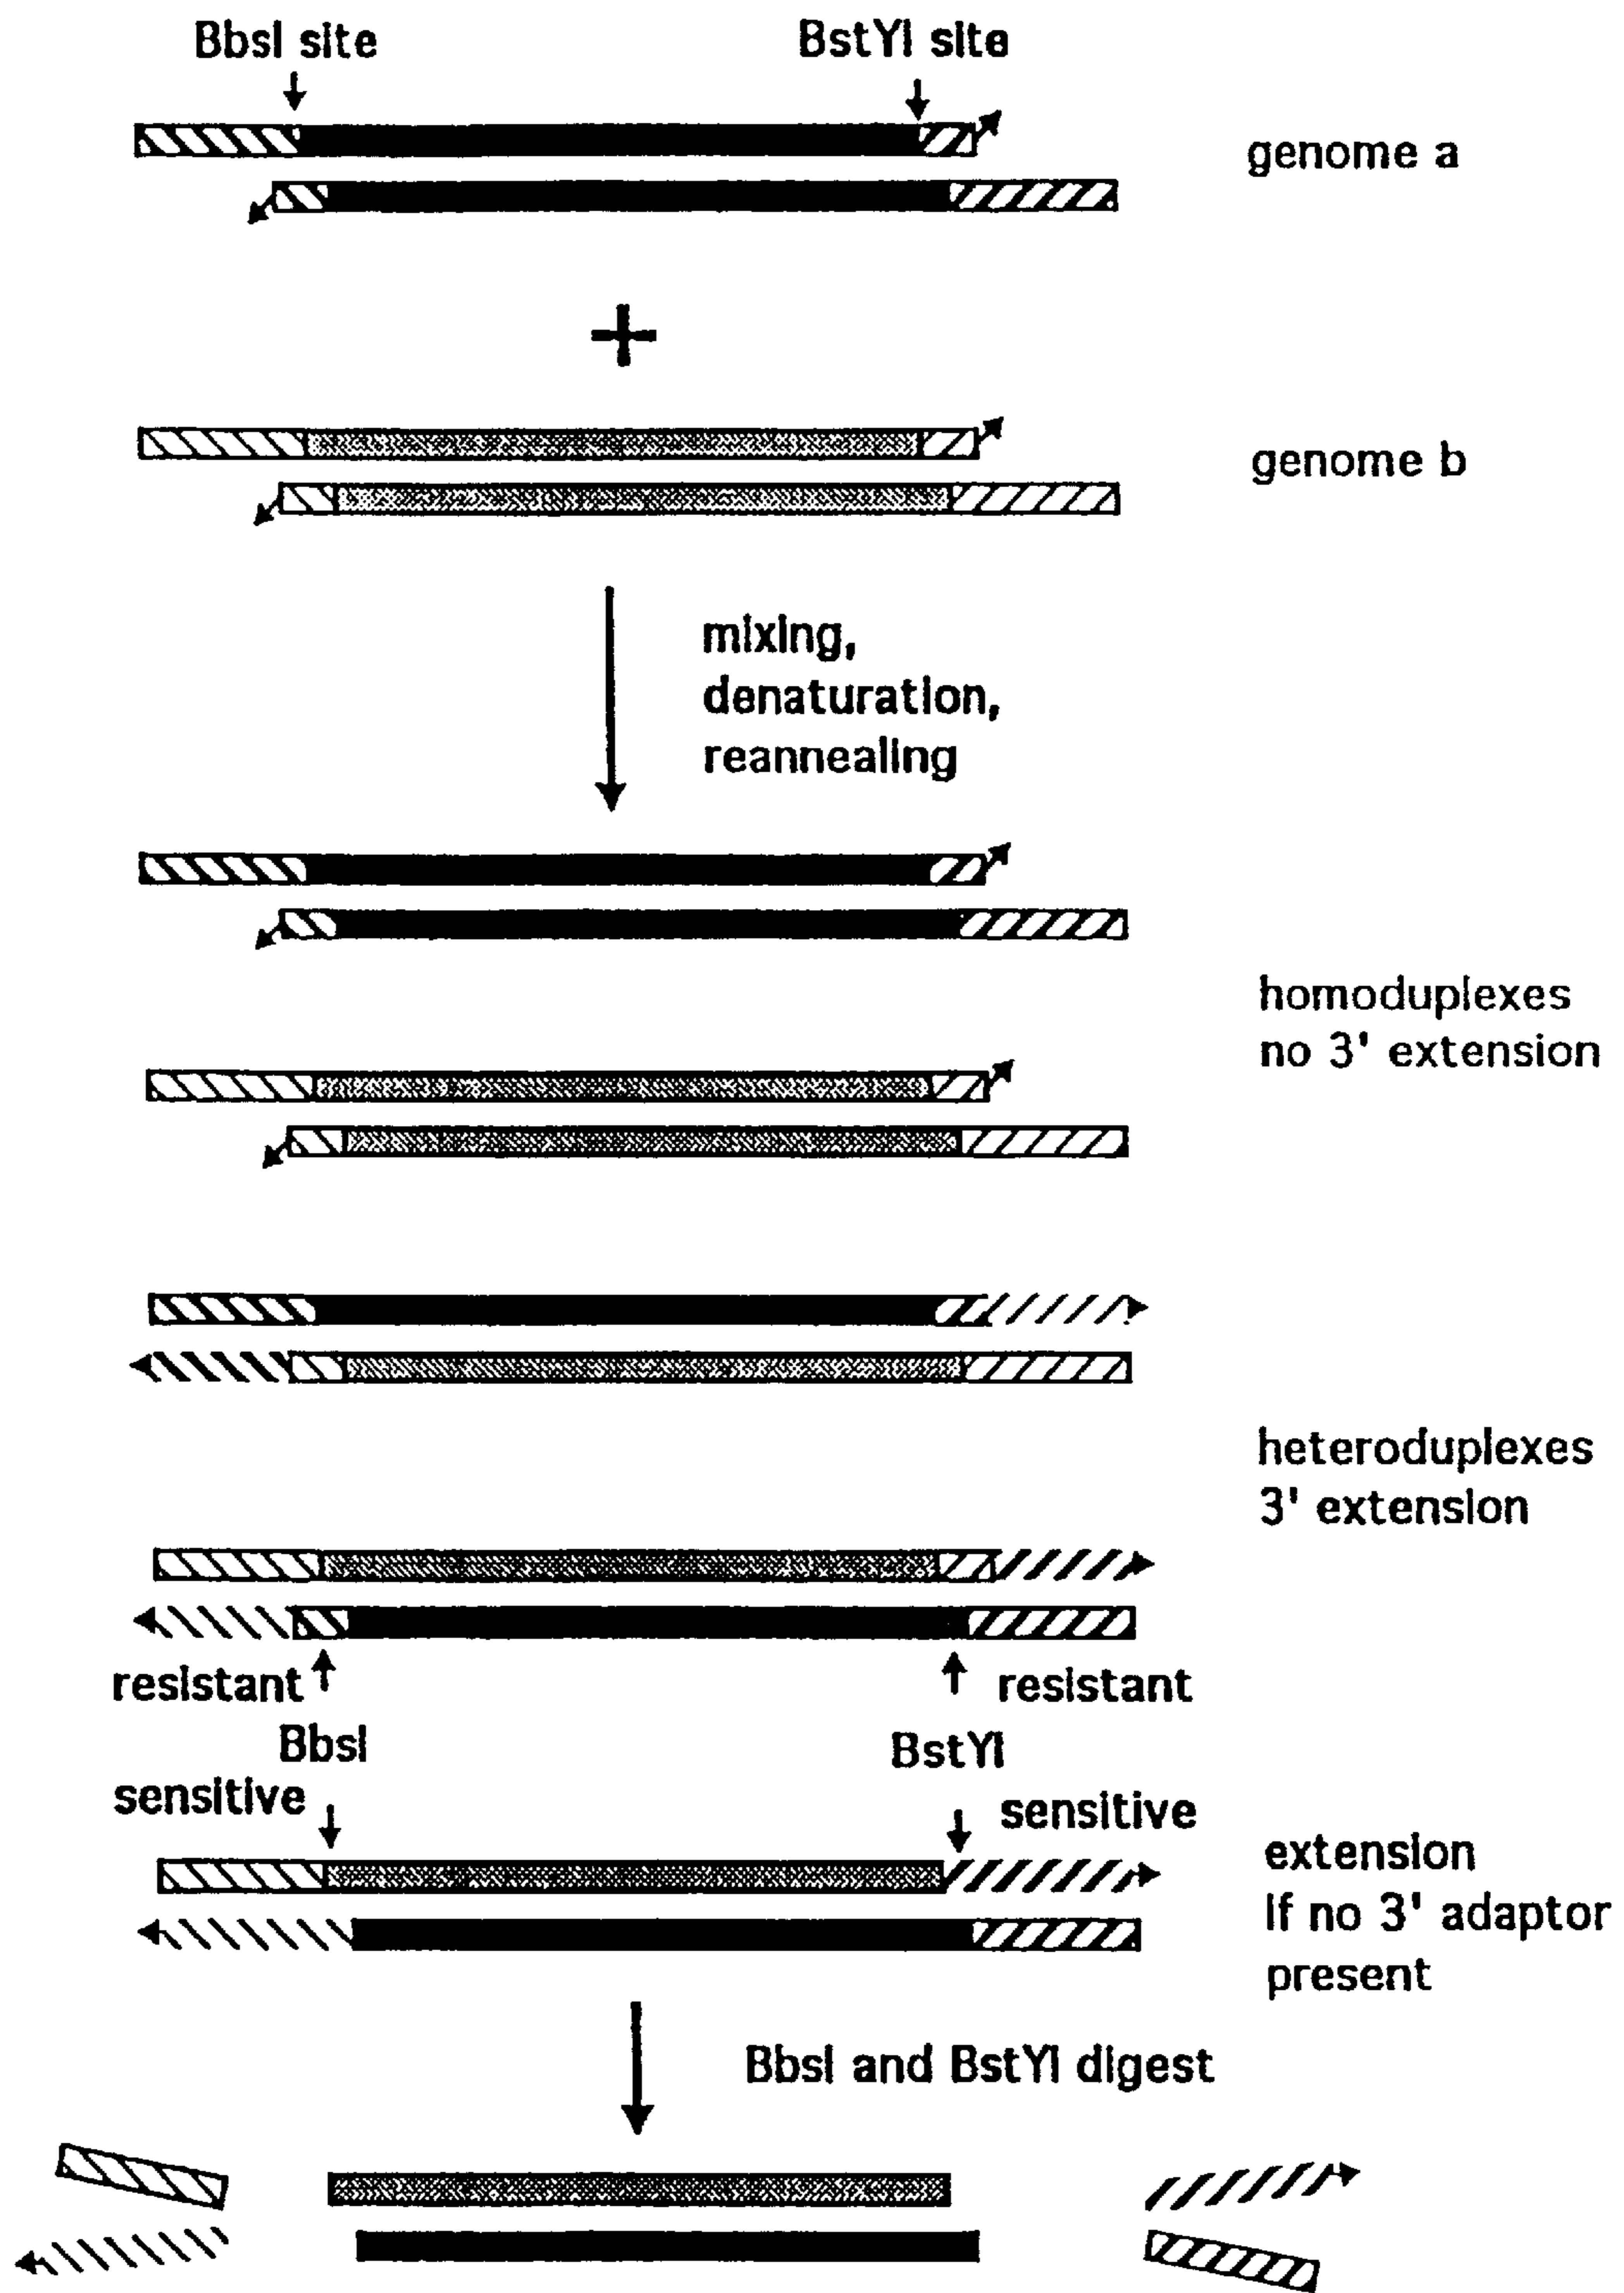 BbsI site
BstYI site
genome a
+
genome b
mixing,
denaturation,
reannealing
homoduplexes
no 3' extension
heteroduplexes
3' extension
resistant
resistant
BbsI
BstYI
sensitive
sensitive
extension
If no 3' adaptor
present
BbsI and BstYI digest